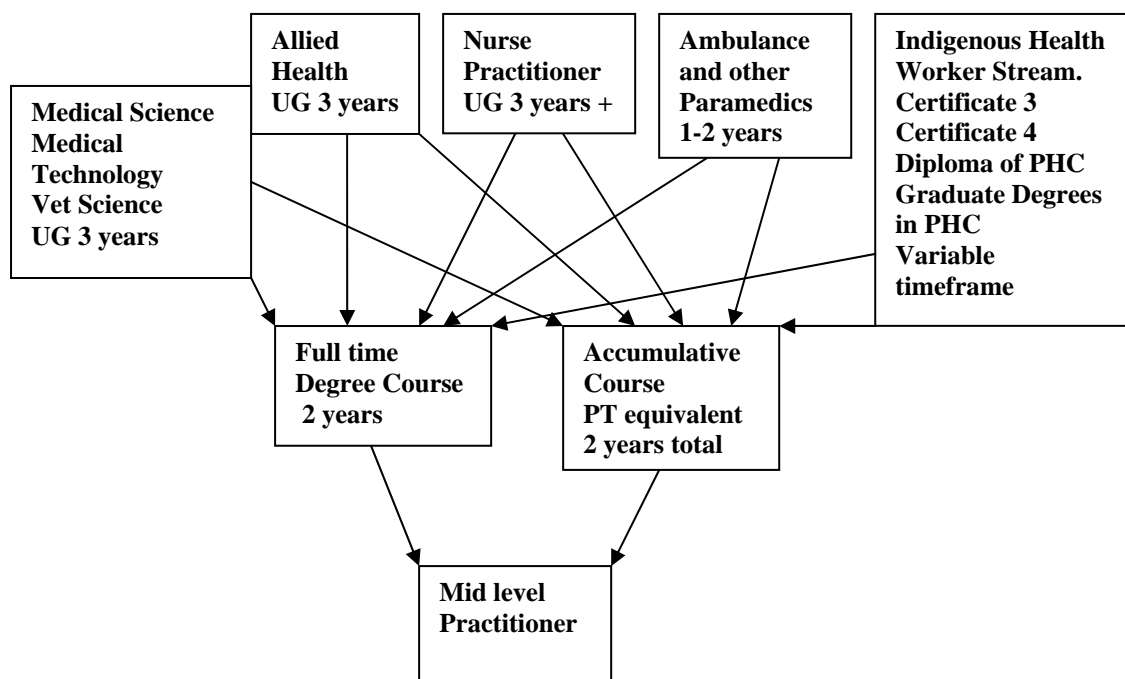 Medical Science
Medical
Technology
Vet Science
UG 3 years
Allied
Health
UG 3 years
Nurse
Practitioner
UG 3 years +
Ambulance
and other
Paramedics
1-2 years
Indigenous Health
Worker Stream.
Certificate 3
Certificate 4
Diploma of PHC
Graduate Degrees
in PHC
Variable
timeframe
Full time
Degree Course
2 years
Accumulative
Course
PT equivalent
2 years total
Mid level
Practitioner